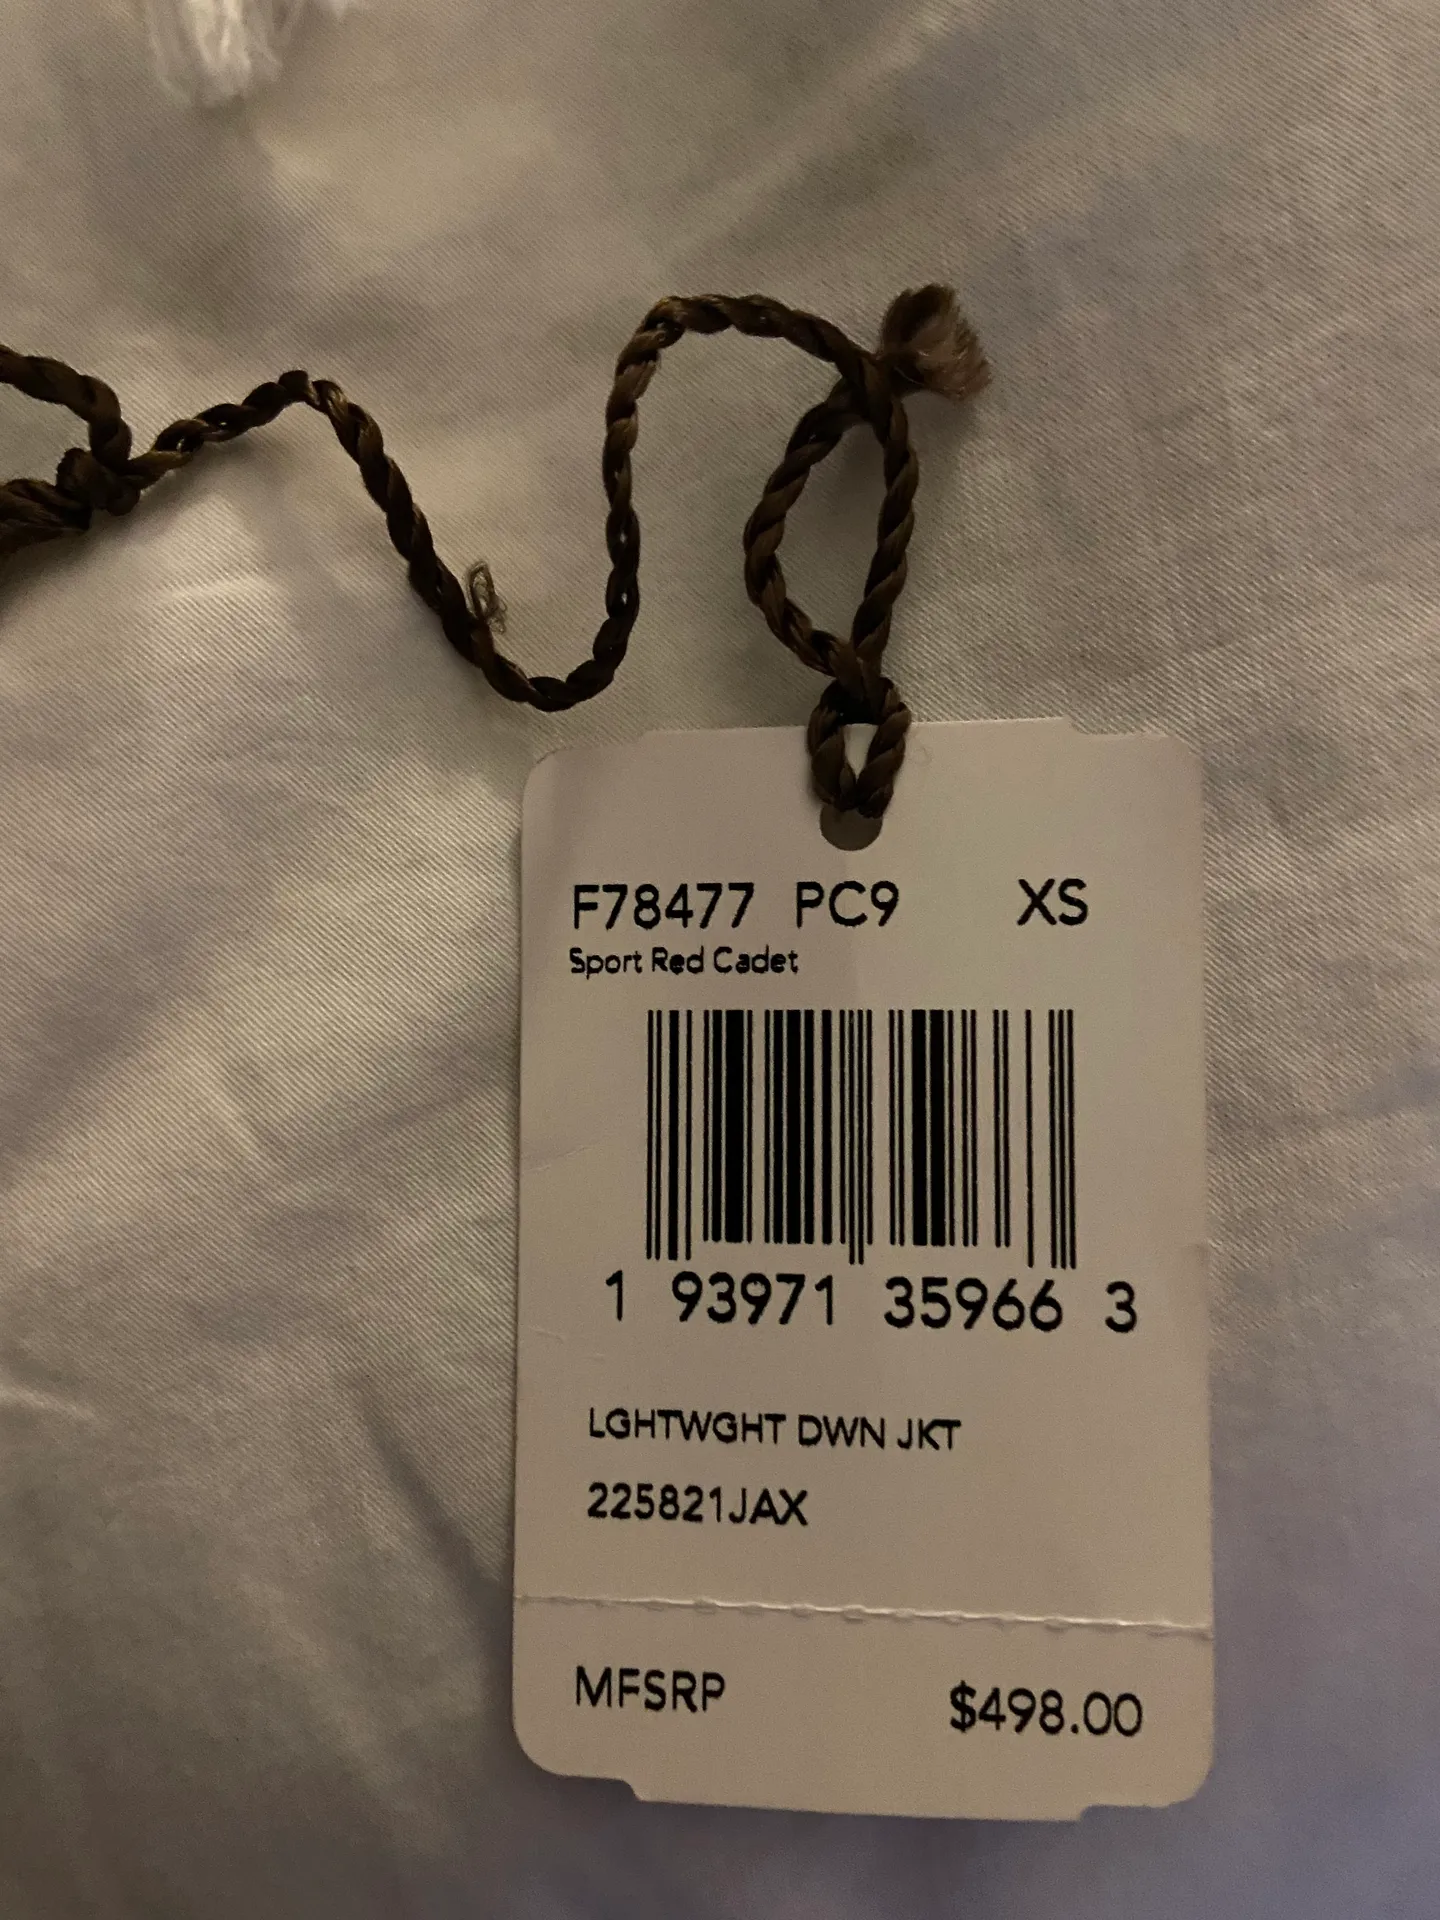 F78477 PC9 XS
Sport Red Cadet
1 93971 35966 3
LGHTWGHT DWN JKT
225821JAX
MFSRP $498.00